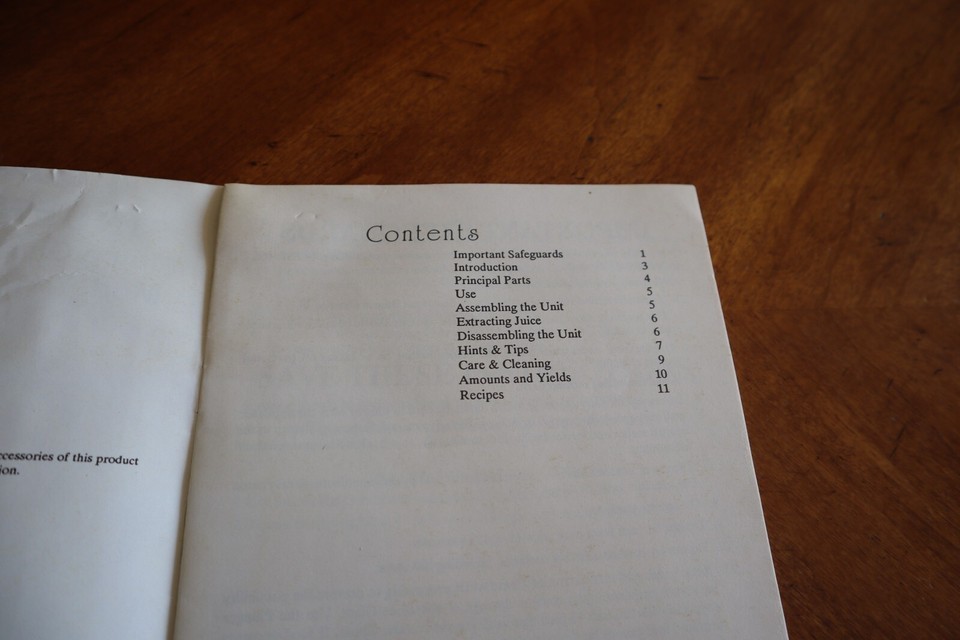 ccessories of this product
ion.
Contents
Important Safeguards 1
Introduction 3
Principal Parts 4
Use 5
Assembling the Unit 5
Extracting Juice 6
Disassembling the Unit 6
Hints & Tips 7
Care & Cleaning 9
Amounts and Yields 10
Recipes 11